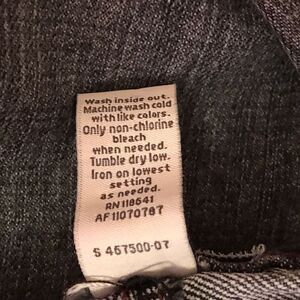 Wash inside out.
Machine wash cold
with like colors.
Only non-chlorine
bleach
when needed.
Tumble dry low.
Iron on lowest
setting
as needed.
RN 118641
AF 11070787
S 467500-07